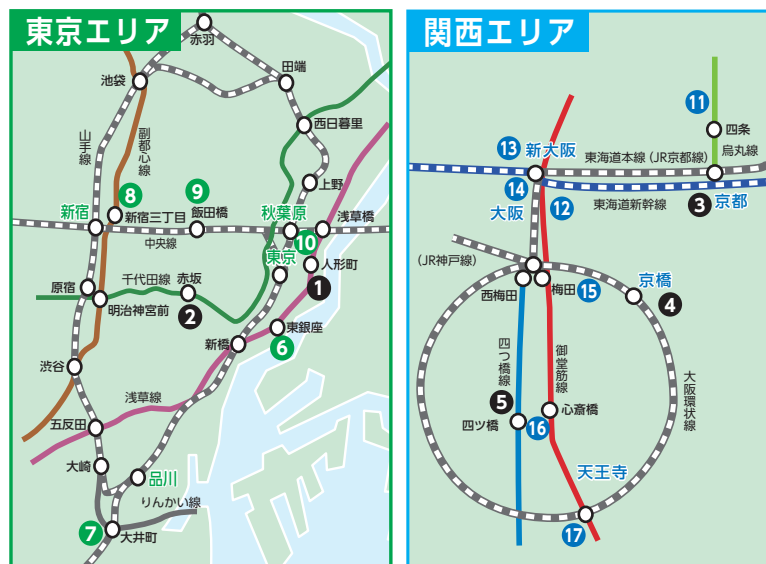 東京エリア
赤羽
池袋
田端
西日暮里
山手線
副都心線
上野
8
9
新宿
新宿三丁目
飯田橋
秋葉原
浅草橋
中央線
10
東京
人形町
1
原宿
千代田線
赤坂
明治神宮前
2
東銀座
新橋
6
渋谷
浅草線
五反田
大崎
品川
りんかい線
7
大井町
関西エリア
11
四条
烏丸線
13
新大阪
東海道本線(JR京都線)
14
大阪
12
東海道新幹線
3
京都
(JR神戸線)
西梅田
梅田
15
京橋
4
四つ橋線
御堂筋線
大阪環状線
5
四ツ橋
16
心斎橋
天王寺
17